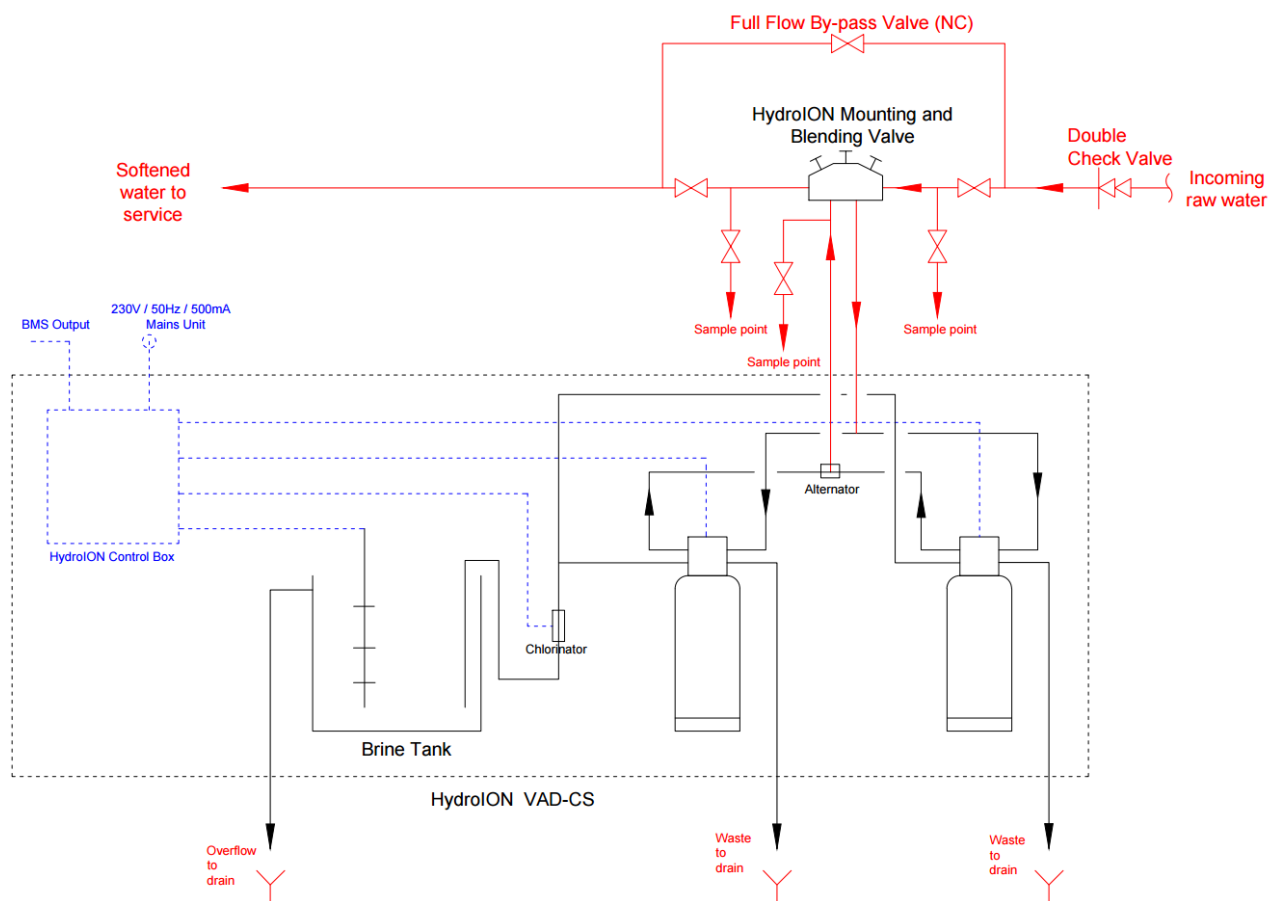 Full Flow By-pass Valve (NC)
HydroION Mounting and
Blending Valve
Double
Check Valve
Incoming
raw water
Softened
water to
service
Sample point
Sample point
Sample point
230V / 50Hz / 500mA
Mains Unit
BMS Output
HydroION Control Box
Alternator
Chlorinator
Brine Tank
HydroION VAD-CS
Overflow
to
drain
Waste
to
drain
Waste
to
drain